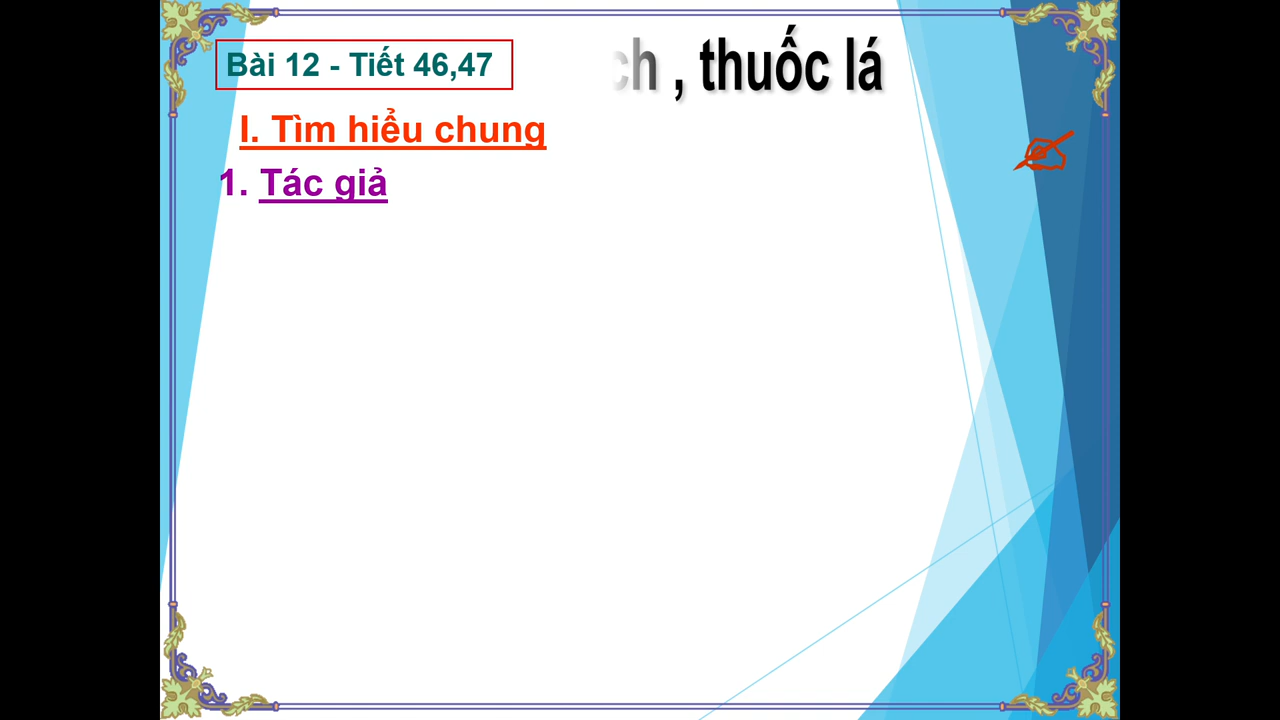 Bài 12 - Tiết 46,47
ch , thuốc lá
I. Tìm hiểu chung
1. Tác giả